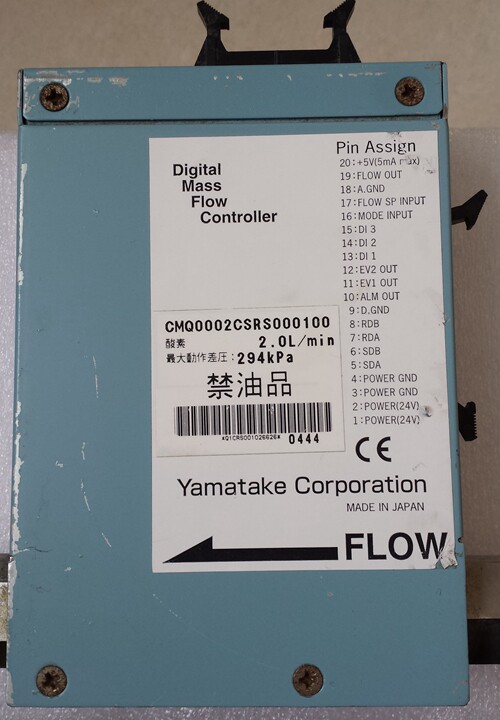 Digital
Mass
Flow
Controller
Pin Assign
20:+5V(5mA max)
19:FLOW OUT
18:A.GND
17:FLOW SP INPUT
16:MODE INPUT
15:DI 3
14:DI 2
13:DI 1
12:EV2 OUT
11:EV1 OUT
10:ALM OUT
9:D.GND
8:RDB
7:RDA
6:SDB
5:SDA
4:POWER GND
3:POWER GND
2:POWER(24V)
1:POWER(24V)
CMQ0002CSRS000100
酸素 2.0L/min
最大動作差圧:294kPa
禁油品
*Q1CRS001026626* 0444
CE
Yamatake Corporation
MADE IN JAPAN
FLOW